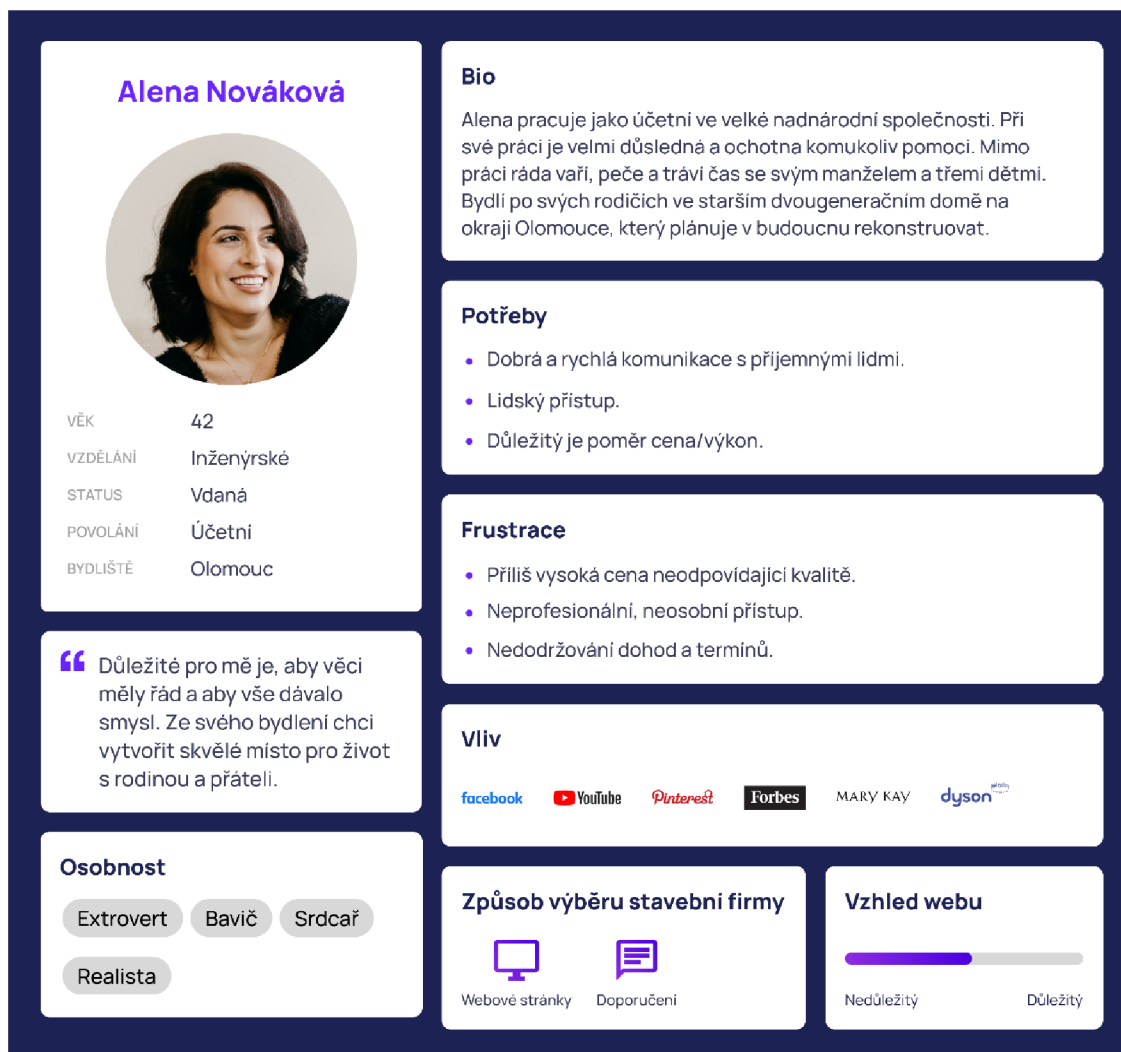 Alena Nováková
VĚK 42
VZDĚLÁNÍ Inženýrské
STATUS Vdaná
POVOLÁNÍ Účetní
BYDLIŠTĚ Olomouc
“ Důležité pro mě je, aby věci
měly řád a aby vše dávalo
smysl. Ze svého bydlení chci
vytvořit skvělé místo pro život
s rodinou a přáteli.
Osobnost
Extrovert Bavič Srdcař
Realista
Bio
Alena pracuje jako účetní ve velké nadnárodní společnosti. Při
své práci je velmi důsledná a ochotna komukoliv pomoci. Mimo
práci ráda vaří, peče a tráví čas se svým manželem a třemi dětmi.
Bydlí po svých rodičích ve starším dvougeneračním domě na
okraji Olomouce, který plánuje v budoucnu rekonstruovat.
Potřeby
• Dobrá a rychlá komunikace s příjemnými lidmi.
• Lidský přístup.
• Důležitý je poměr cena/výkon.
Frustrace
• Příliš vysoká cena neodpovídající kvalitě.
• Neprofesionální, neosobní přístup.
• Nedodržování dohod a termínů.
Vliv
facebook YouTube Pinterest Forbes MARY KAY dyson
Způsob výběru stavební firmy
Webové stránky Doporučení
Vzhled webu
Nedůležitý Důležitý